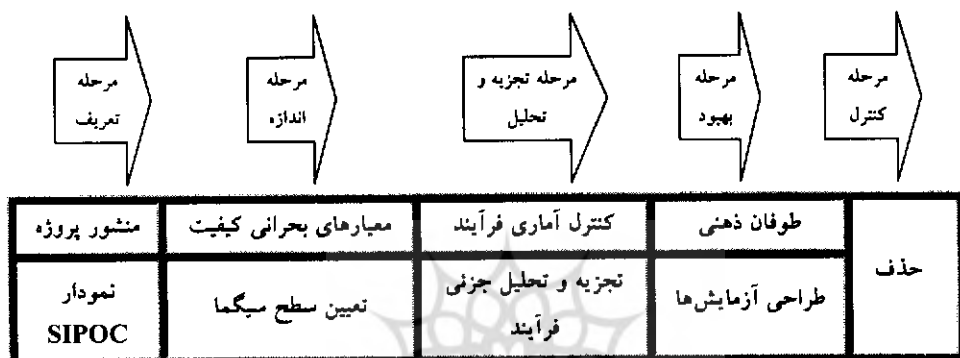 مرحله
تعریف
مرحله
اندازه
مرحله تجزیه و
تحلیل
مرحله
بهبود
مرحله
کنترل
منشور پروژه
معیارهای بحرانی کیفیت
کنترل آماری فرآیند
طوفان ذهنی
حذف
نمودار
SIPOC
تعیین سطح سیگما
تجزیه و تحلیل جزئی
فرآیند
طراحی آزمایش‌ها